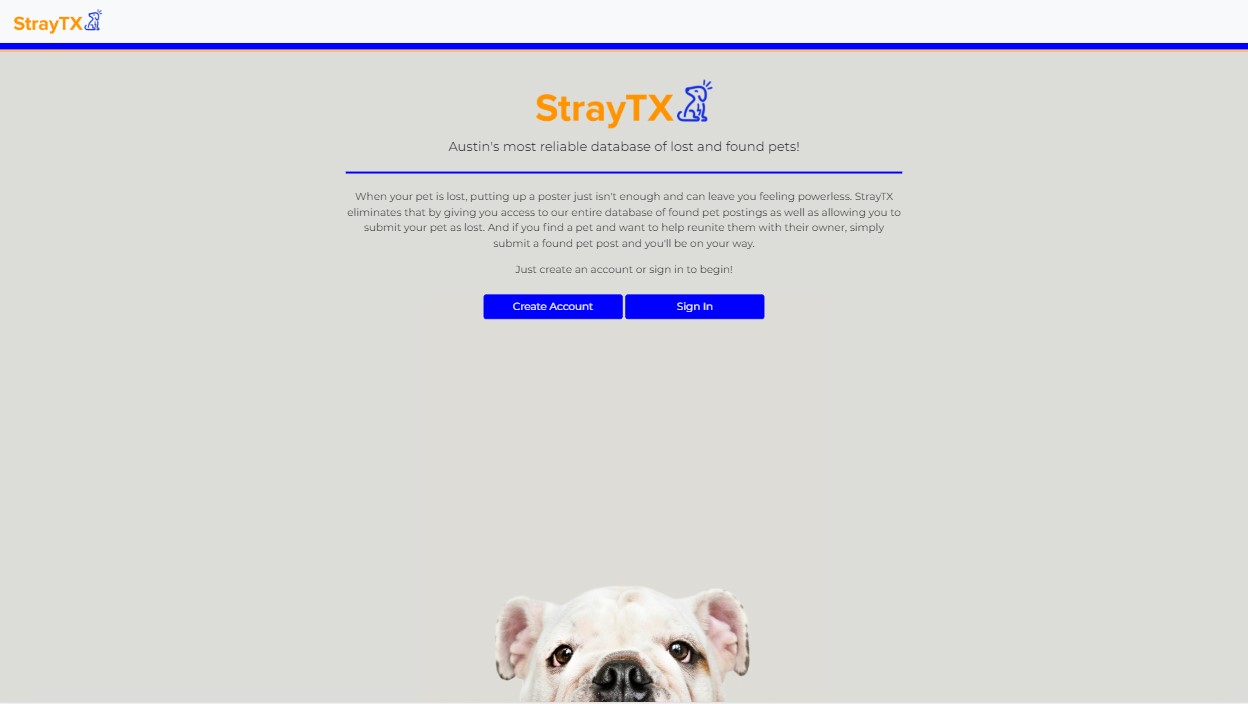 StrayTX
StrayTX
Austin's most reliable database of lost and found pets!
When your pet is lost, putting up a poster just isn't enough and can leave you feeling powerless. StrayTX
eliminates that by giving you access to our entire database of found pet postings as well as allowing you to
submit your pet as lost. And if you find a pet and want to help reunite them with their owner, simply
submit a found pet post and you'll be on your way.
Just create an account or sign in to begin!
Create Account
Sign In